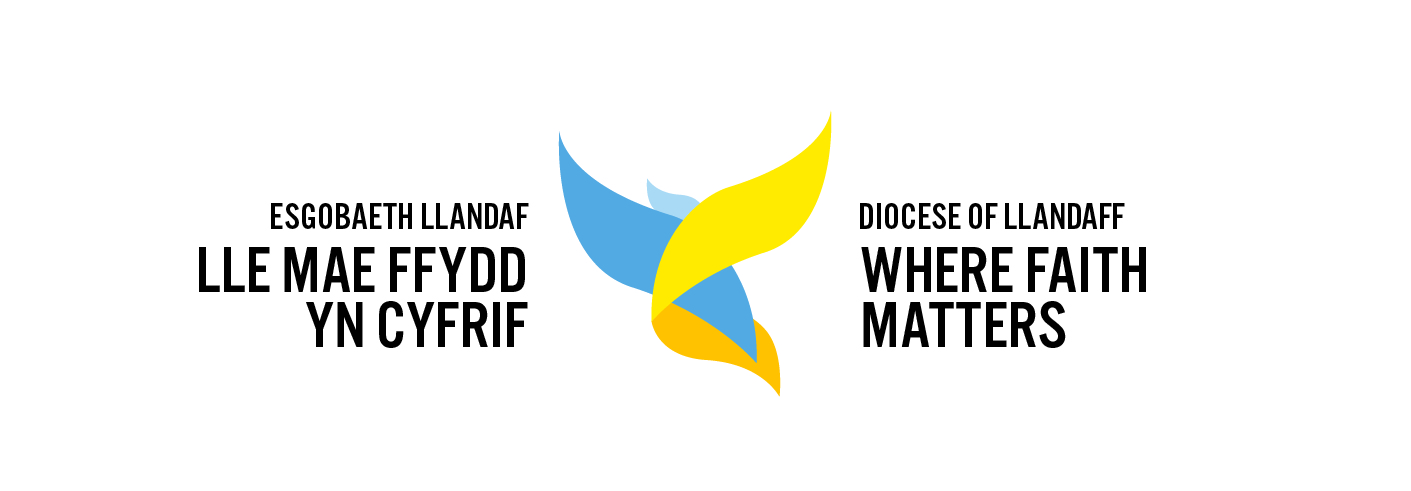 ESGOBAETH LLANDAF
LLE MAE FFYDD
YN CYFRIF
DIOCESE OF LLANDAFF
WHERE FAITH
MATTERS